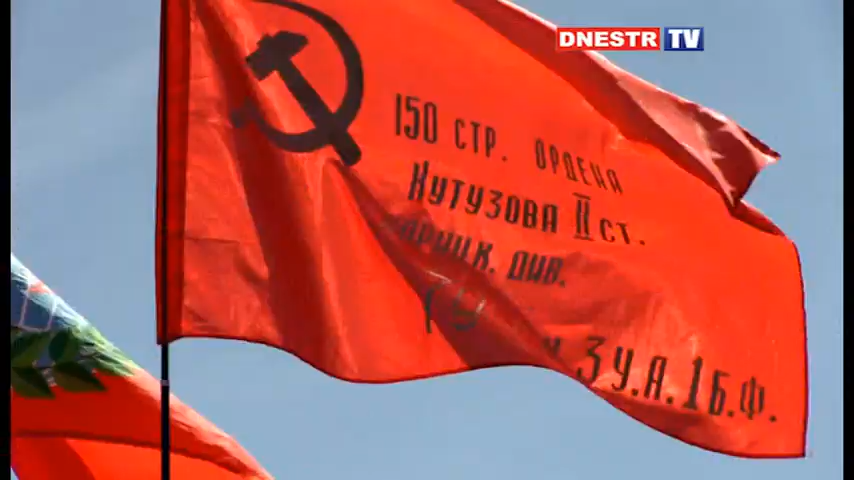 DNESTR TV
150 СТР. ОРДЕНА
КУТУЗОВА II СТ.
ДИВ.
3 У.А. 1 Б.Ф.